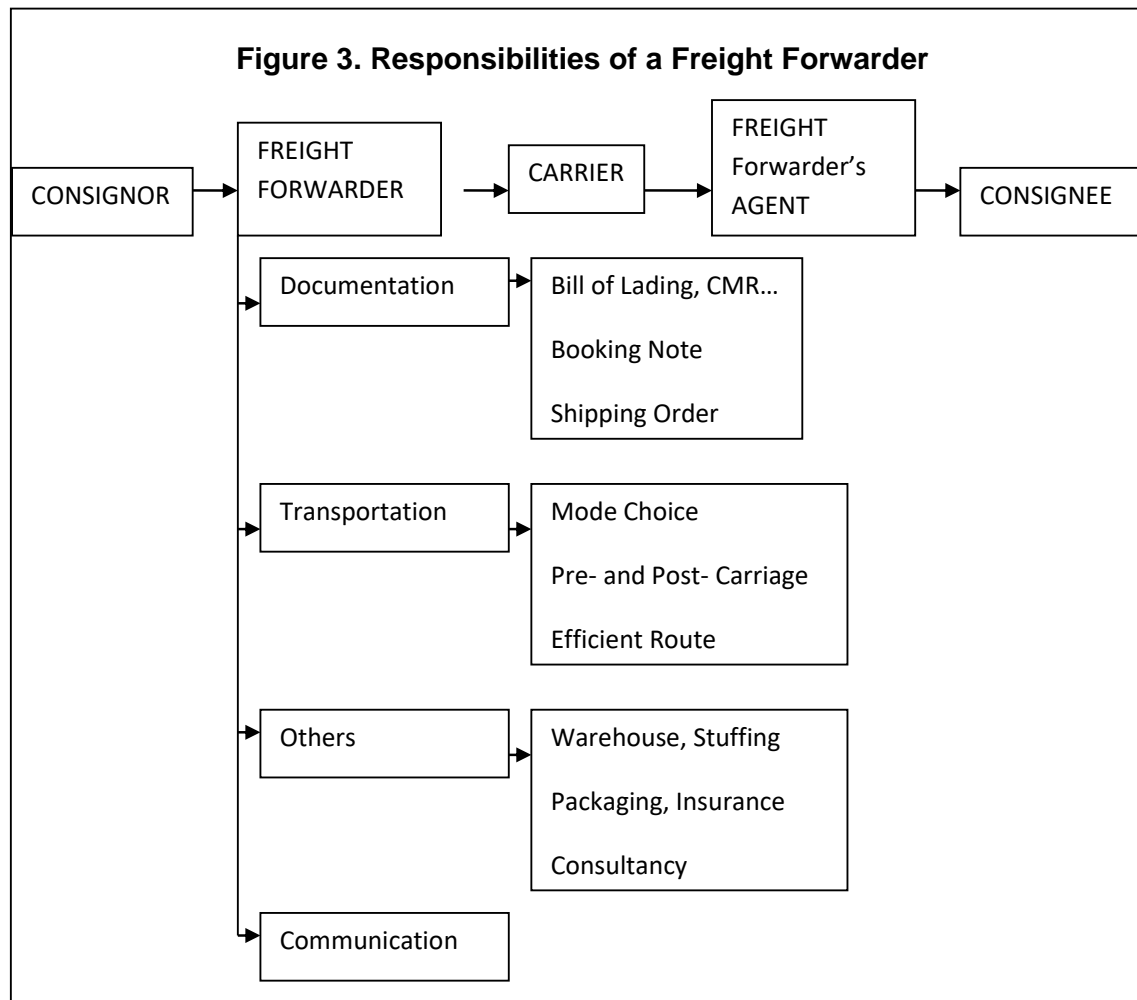 Figure 3. Responsibilities of a Freight Forwarder
CONSIGNOR
FREIGHT
FORWARDER
CARRIER
FREIGHT
Forwarder’s
AGENT
CONSIGNEE
Documentation
Bill of Lading, CMR…
Booking Note
Shipping Order
Transportation
Mode Choice
Pre- and Post- Carriage
Efficient Route
Others
Warehouse, Stuffing
Packaging, Insurance
Consultancy
Communication